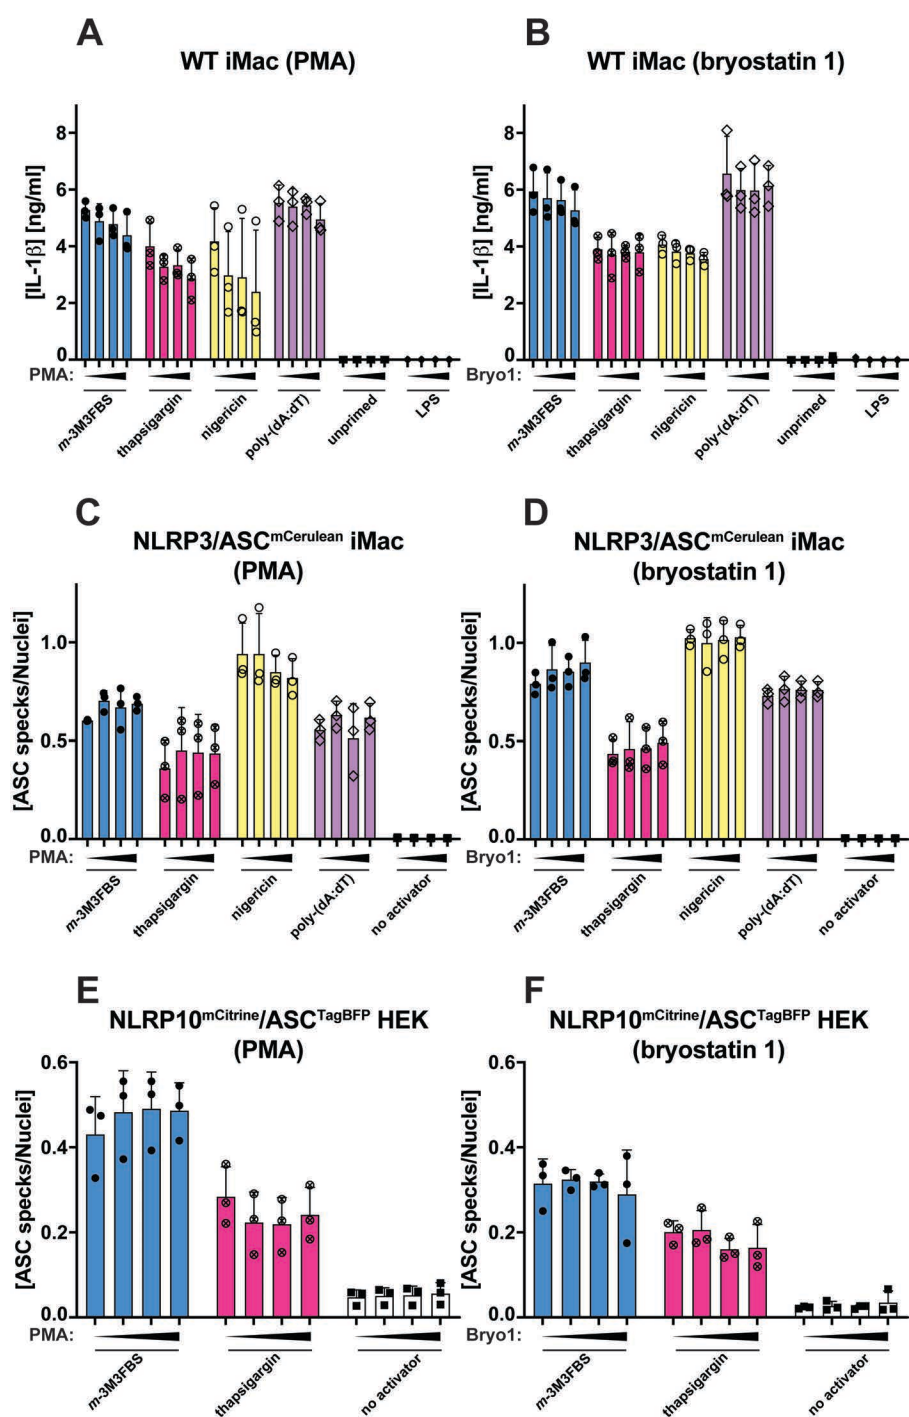 A
WT iMac (PMA)
[IL-1β] [ng/ml]
8
6
4
2
0
PMA:
m-3M3FBS
thapsigargin
nigericin
poly-(dA:dT)
unprimed
LPS
B
WT iMac (bryostatin 1)
[IL-1β] [ng/ml]
8
6
4
2
0
Bryo1:
m-3M3FBS
thapsigargin
nigericin
poly-(dA:dT)
unprimed
LPS
C
NLRP3/ASCmCerulean iMac
(PMA)
[ASC specks/Nuclei]
1.0
0.5
0.0
PMA:
m-3M3FBS
thapsigargin
nigericin
poly-(dA:dT)
no activator
D
NLRP3/ASCmCerulean iMac
(bryostatin 1)
[ASC specks/Nuclei]
1.0
0.5
0.0
Bryo1:
m-3M3FBS
thapsigargin
nigericin
poly-(dA:dT)
no activator
E
NLRP10mCitrine/ASCTagBFP HEK
(PMA)
[ASC specks/Nuclei]
0.6
0.4
0.2
0.0
PMA:
m-3M3FBS
thapsigargin
no activator
F
NLRP10mCitrine/ASCTagBFP HEK
(bryostatin 1)
[ASC specks/Nuclei]
0.6
0.4
0.2
0.0
Bryo1:
m-3M3FBS
thapsigargin
no activator